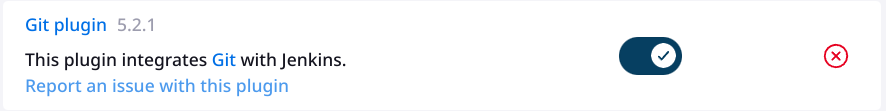 Git plugin 5.2.1
This plugin integrates Git with Jenkins.
Report an issue with this plugin